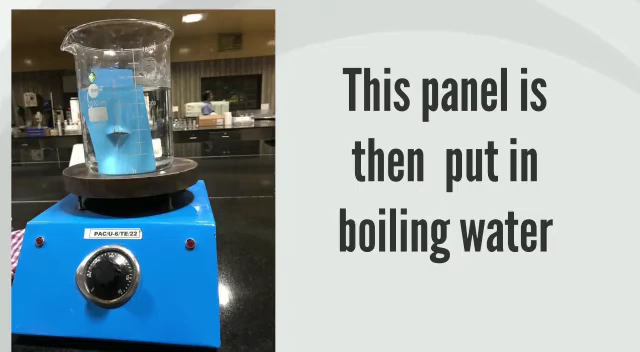 This panel is
then put in
boiling water
PAC/U-6/TE/22